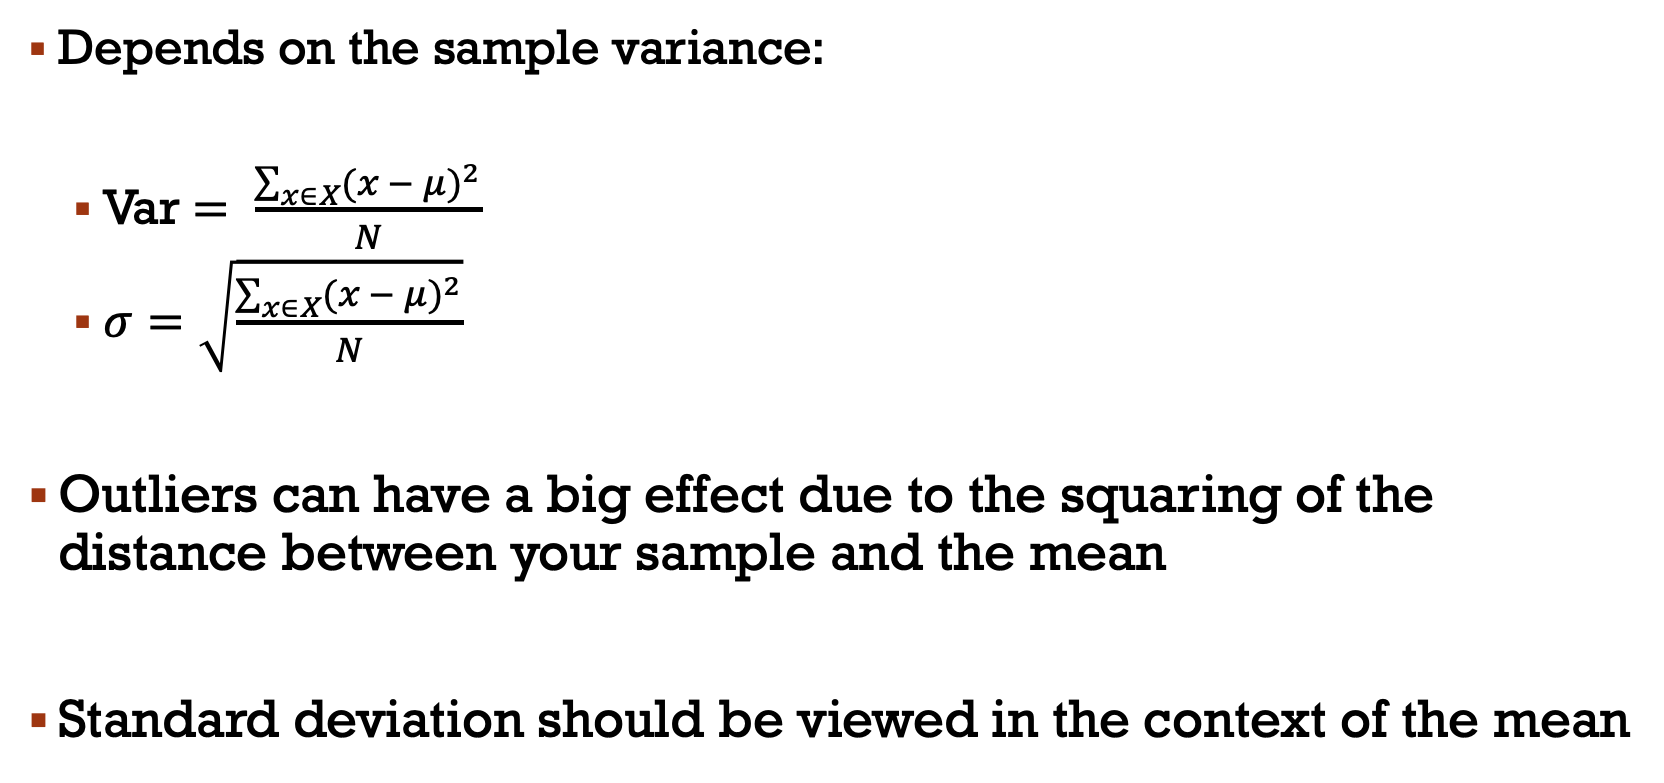 ▪ Depends on the sample variance:
▪ Var = ∑x∈X(x − μ)² / N
▪ σ = √(∑x∈X(x − μ)² / N)
▪ Outliers can have a big effect due to the squaring of the
distance between your sample and the mean
▪ Standard deviation should be viewed in the context of the mean